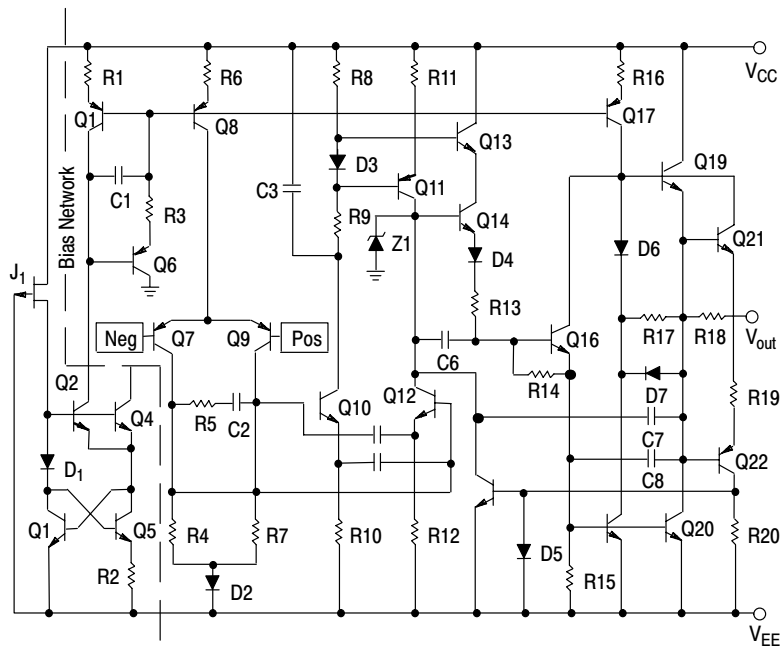 R1
R6
R8
R11
R16
VCC
Q1
Q8
Q17
Q13
Q19
D3
Q11
C1
C3
R3
R9
Q14
Q21
Bias Network
Z1
D4
D6
Q6
J1
R13
Neg
Q7
Q9
Pos
C6
Q16
R17
R18
Vout
R14
D7
Q2
Q4
R5
C2
Q10
Q12
R19
C7
D1
C8
Q22
Q1
Q5
R4
R7
R10
R12
D5
Q20
R20
R2
D2
R15
VEE